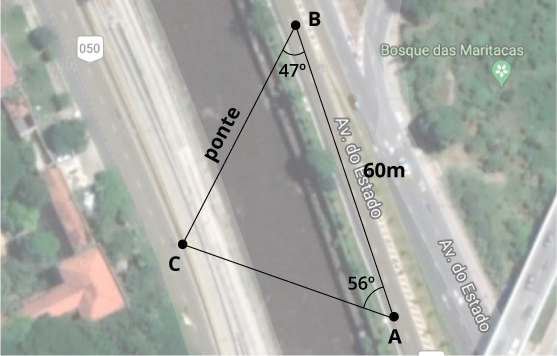 B
050
Bosque das Maritacas
47º
ponte
Av. do Estado
60m
C
Av. do Estado
56º
A